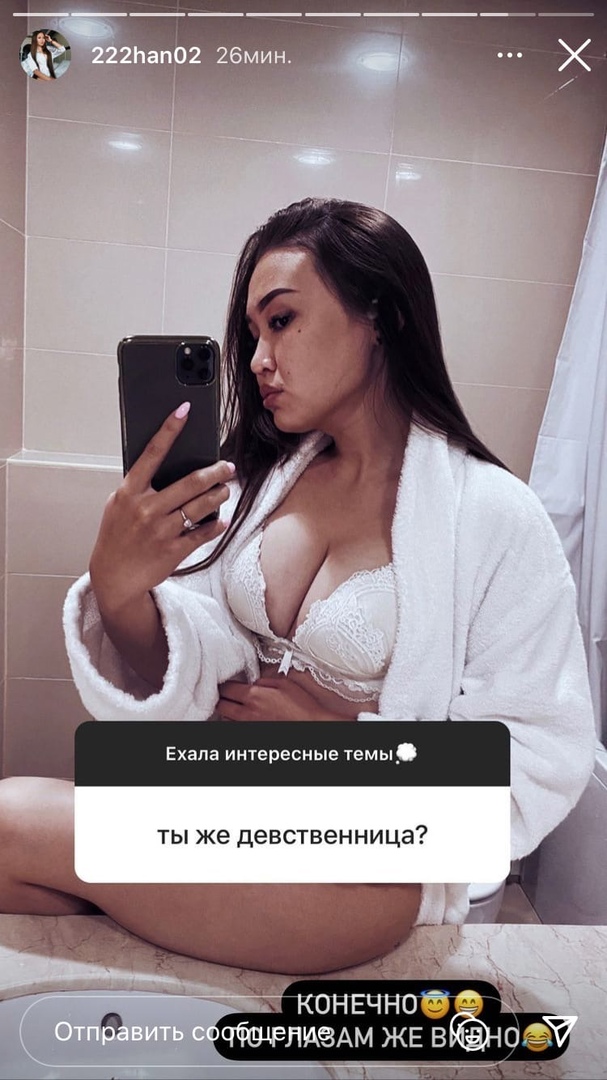 222han02 26мин.
Ехала интересные темы💭
ты же девственница?
КОНЕЧНО😇😄
ПО ГЛАЗАМ ЖЕ ВИДНО😂
Отправить сообщение